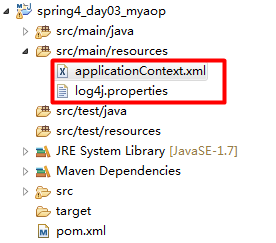 spring4_day03_myaop
src/main/java
src/main/resources
applicationContext.xml
log4j.properties
src/test/java
src/test/resources
JRE System Library [JavaSE-1.7]
Maven Dependencies
src
target
pom.xml